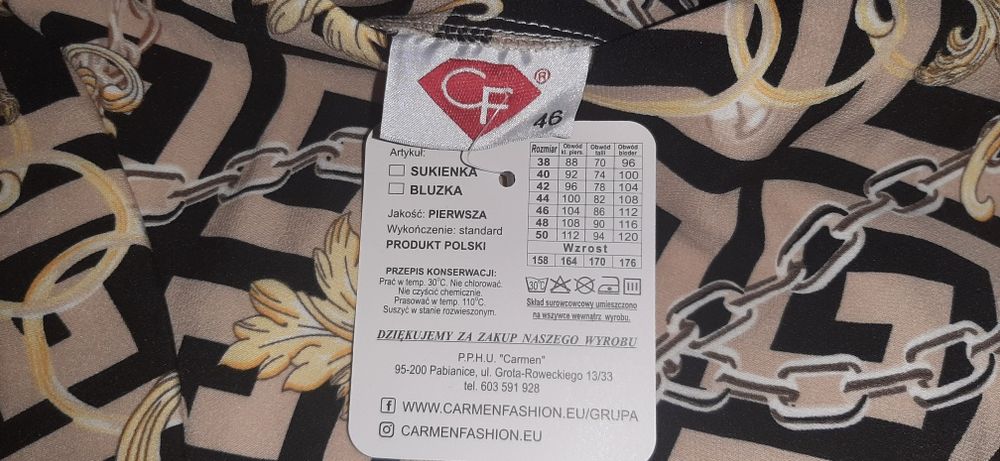 CF ®
46
Artykuł:
SUKIENKA
BLUZKA
Jakość: PIERWSZA
Wykończenie: standard
PRODUKT POLSKI
PRZEPIS KONSERWACJI:
Prać w temp. 30°C. Nie chlorować.
Nie czyścić chemicznie.
Prasować w temp. 110°C.
Suszyć w stanie rozwieszonym.
Rozmiar Obwód kl. piers. Obwód talii Obwód bioder
38 88 70 96
40 92 74 100
42 96 78 104
44 100 82 108
46 104 86 112
48 108 90 116
50 112 94 120
Wzrost
158 164 170 176
30°C
Skład surowcowcowy umieszczono
na wszywce wewnątrz wyrobu.
DZIĘKUJEMY ZA ZAKUP NASZEGO WYROBU
P.P.H.U. "Carmen"
95-200 Pabianice, ul. Grota-Roweckiego 13/33
tel. 603 591 928
WWW.CARMENFASHION.EU/GRUPA
CARMENFASHION.EU